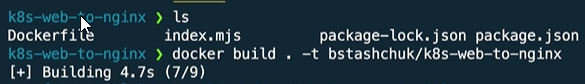 k8s-web-to-nginx ❯ ls
Dockerfile index.mjs package-lock.json package.json
k8s-web-to-nginx ❯ docker build . -t bstashchuk/k8s-web-to-nginx
[+] Building 4.7s (7/9)